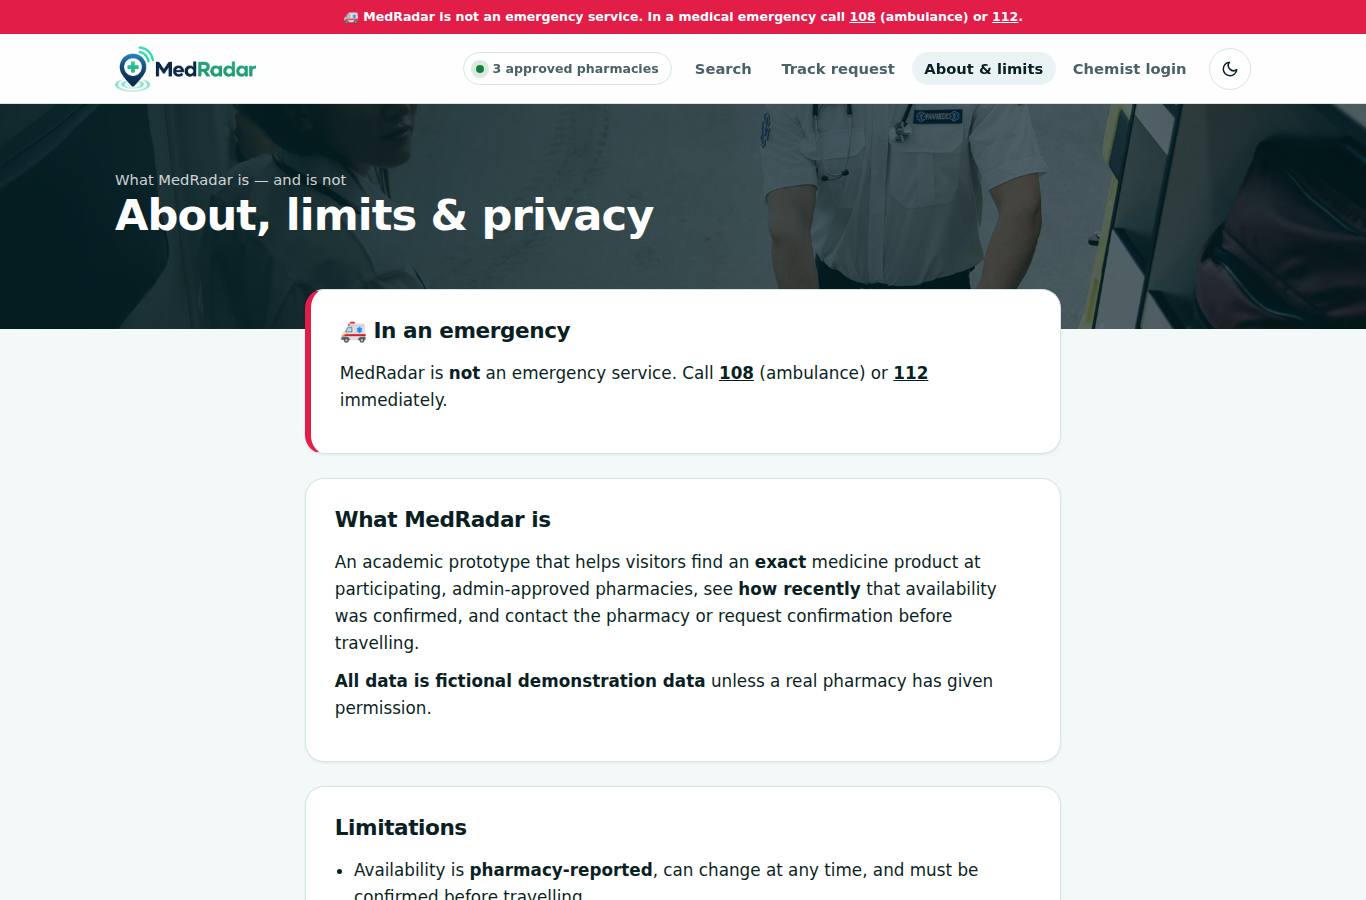 🚑 MedRadar is not an emergency service. In a medical emergency call 108 (ambulance) or 112.
MedRadar
3 approved pharmacies
Search
Track request
About & limits
Chemist login
PARAMEDIC
What MedRadar is — and is not
About, limits & privacy
🚑 In an emergency
MedRadar is not an emergency service. Call 108 (ambulance) or 112
immediately.
What MedRadar is
An academic prototype that helps visitors find an exact medicine product at
participating, admin-approved pharmacies, see how recently that availability
was confirmed, and contact the pharmacy or request confirmation before
travelling.
All data is fictional demonstration data unless a real pharmacy has given
permission.
Limitations
• Availability is pharmacy-reported, can change at any time, and must be
confirmed before travelling.